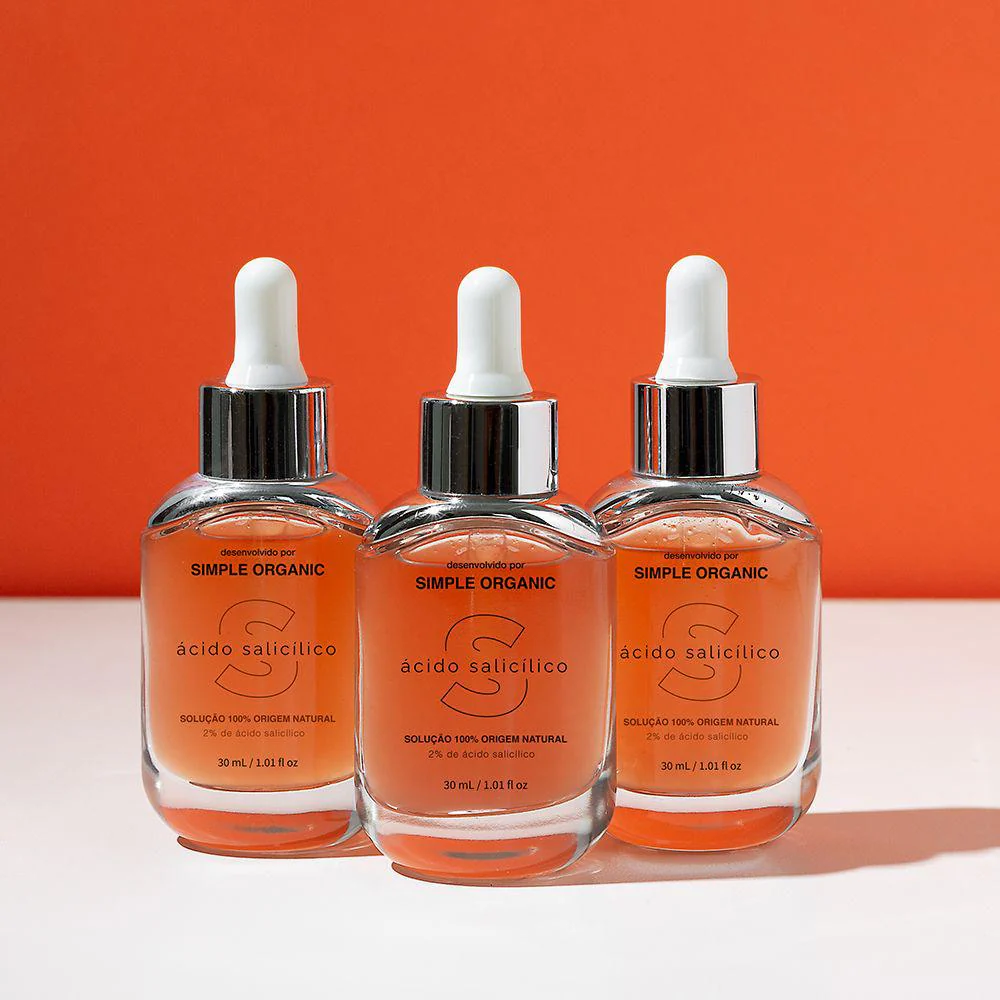 desenvolvido por
SIMPLE ORGANIC
S
ácido salicílico
SOLUÇÃO 100% ORIGEM NATURAL
2% de ácido salicílico
30 mL / 1.01 fl oz
desenvolvido por
SIMPLE ORGANIC
S
ácido salicílico
SOLUÇÃO 100% ORIGEM NATURAL
2% de ácido salicílico
30 mL / 1.01 fl oz
desenvolvido por
SIMPLE ORGANIC
S
ácido salicílico
SOLUÇÃO 100% ORIGEM NATURAL
2% de ácido salicílico
30 mL / 1.01 fl oz